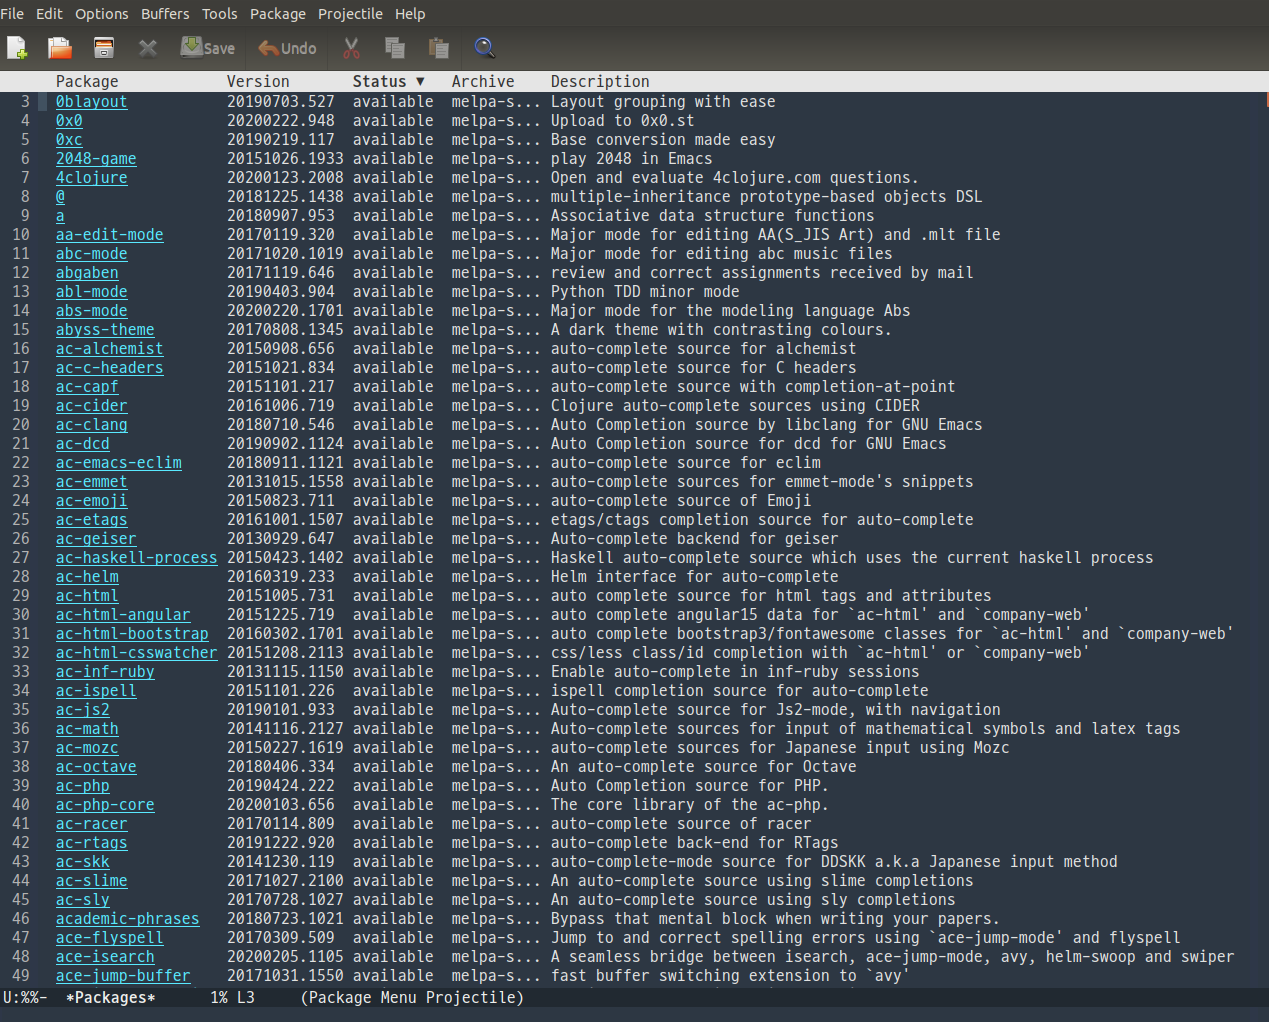 File Edit Options Buffers Tools Package Projectile Help
Save Undo
Package Version Status ▼ Archive Description
3 0blayout 20190703.527 available melpa-s... Layout grouping with ease
4 0x0 20200222.948 available melpa-s... Upload to 0x0.st
5 0xc 20190219.117 available melpa-s... Base conversion made easy
6 2048-game 20151026.1933 available melpa-s... play 2048 in Emacs
7 4clojure 20200123.2008 available melpa-s... Open and evaluate 4clojure.com questions.
8 @ 20181225.1438 available melpa-s... multiple-inheritance prototype-based objects DSL
9 a 20180907.953 available melpa-s... Associative data structure functions
10 aa-edit-mode 20170119.320 available melpa-s... Major mode for editing AA(S_JIS Art) and .mlt file
11 abc-mode 20171020.1019 available melpa-s... Major mode for editing abc music files
12 abgaben 20171119.646 available melpa-s... review and correct assignments received by mail
13 abl-mode 20190403.904 available melpa-s... Python TDD minor mode
14 abs-mode 20200220.1701 available melpa-s... Major mode for the modeling language Abs
15 abyss-theme 20170808.1345 available melpa-s... A dark theme with contrasting colours.
16 ac-alchemist 20150908.656 available melpa-s... auto-complete source for alchemist
17 ac-c-headers 20151021.834 available melpa-s... auto-complete source for C headers
18 ac-capf 20151101.217 available melpa-s... auto-complete source with completion-at-point
19 ac-cider 20161006.719 available melpa-s... Clojure auto-complete sources using CIDER
20 ac-clang 20180710.546 available melpa-s... Auto Completion source by libclang for GNU Emacs
21 ac-dcd 20190902.1124 available melpa-s... Auto Completion source for dcd for GNU Emacs
22 ac-emacs-eclim 20180911.1121 available melpa-s... auto-complete source for eclim
23 ac-emmet 20131015.1558 available melpa-s... auto-complete sources for emmet-mode's snippets
24 ac-emoji 20150823.711 available melpa-s... auto-complete source of Emoji
25 ac-etags 20161001.1507 available melpa-s... etags/ctags completion source for auto-complete
26 ac-geiser 20130929.647 available melpa-s... Auto-complete backend for geiser
27 ac-haskell-process 20150423.1402 available melpa-s... Haskell auto-complete source which uses the current haskell process
28 ac-helm 20160319.233 available melpa-s... Helm interface for auto-complete
29 ac-html 20151005.731 available melpa-s... auto complete source for html tags and attributes
30 ac-html-angular 20151225.719 available melpa-s... auto complete angular15 data for `ac-html' and `company-web'
31 ac-html-bootstrap 20160302.1701 available melpa-s... auto complete bootstrap3/fontawesome classes for `ac-html' and `company-web'
32 ac-html-csswatcher 20151208.2113 available melpa-s... css/less class/id completion with `ac-html' or `company-web'
33 ac-inf-ruby 20131115.1150 available melpa-s... Enable auto-complete in inf-ruby sessions
34 ac-ispell 20151101.226 available melpa-s... ispell completion source for auto-complete
35 ac-js2 20190101.933 available melpa-s... Auto-complete source for Js2-mode, with navigation
36 ac-math 20141116.2127 available melpa-s... auto-complete sources for input of mathematical symbols and latex tags
37 ac-mozc 20150227.1619 available melpa-s... auto-complete sources for Japanese input using Mozc
38 ac-octave 20180406.334 available melpa-s... An auto-complete source for Octave
39 ac-php 20190424.222 available melpa-s... Auto Completion source for PHP.
40 ac-php-core 20200103.656 available melpa-s... The core library of the ac-php.
41 ac-racer 20170114.809 available melpa-s... auto-complete source of racer
42 ac-rtags 20191222.920 available melpa-s... auto-complete back-end for RTags
43 ac-skk 20141230.119 available melpa-s... auto-complete-mode source for DDSKK a.k.a Japanese input method
44 ac-slime 20171027.2100 available melpa-s... An auto-complete source using slime completions
45 ac-sly 20170728.1027 available melpa-s... An auto-complete source using sly completions
46 academic-phrases 20180723.1021 available melpa-s... Bypass that mental block when writing your papers.
47 ace-flyspell 20170309.509 available melpa-s... Jump to and correct spelling errors using `ace-jump-mode' and flyspell
48 ace-isearch 20200205.1105 available melpa-s... A seamless bridge between isearch, ace-jump-mode, avy, helm-swoop and swiper
49 ace-jump-buffer 20171031.1550 available melpa-s... fast buffer switching extension to `avy'
U:%%- *Packages* 1% L3 (Package Menu Projectile)